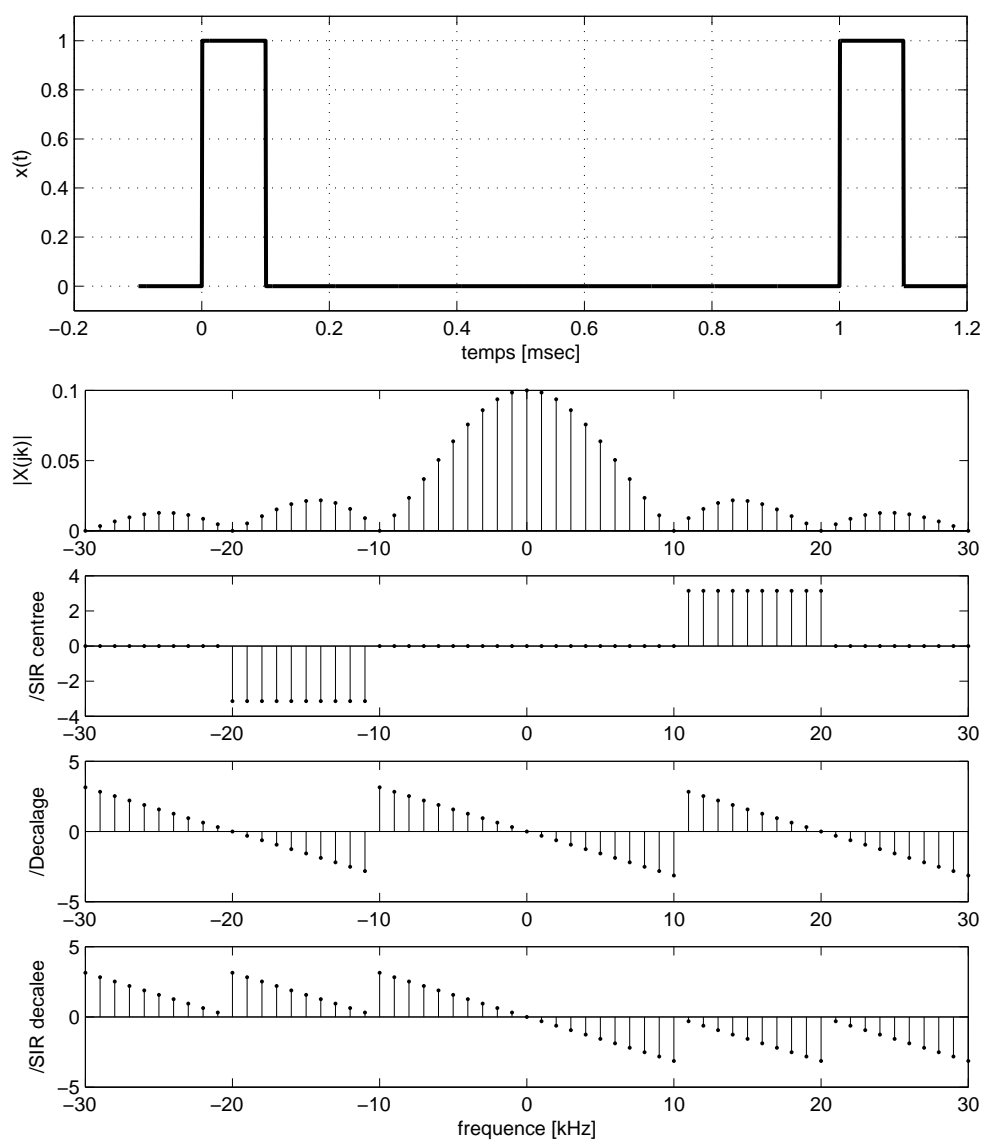 1
0.8
0.6
0.4
0.2
0
x(t)
−0.2 0 0.2 0.4 0.6 0.8 1 1.2
temps [msec]
0.1
0.05
0
|X(jk)|
−30 −20 −10 0 10 20 30
4
2
0
−2
−4
/SIR centree
−30 −20 −10 0 10 20 30
5
0
−5
/Decalage
−30 −20 −10 0 10 20 30
5
0
−5
/SIR decalee
−30 −20 −10 0 10 20 30
frequence [kHz]